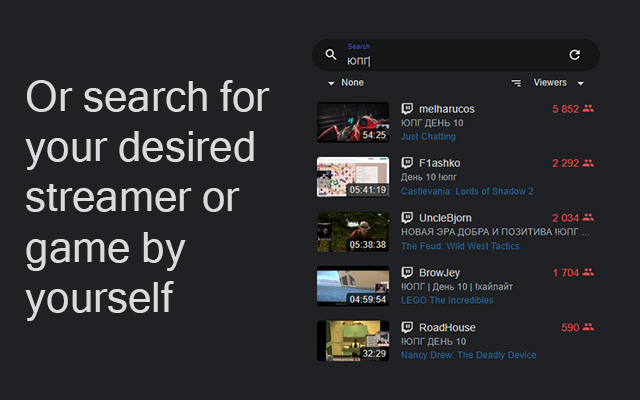 Or search for
your desired
streamer or
game by
yourself
Search
ЮПГ
None
Viewers
54:25
melharucos
5 852
ЮПГ ДЕНЬ 10
Just Chatting
05:41:19
F1ashko
2 292
День 10 !юпг
Castlevania: Lords of Shadow 2
05:38:38
UncleBjorn
2 034
НОВАЯ ЭРА ДОБРА И ПОЗИТИВА !ЮПГ ...
The Feud: Wild West Tactics
04:59:54
BrowJey
1 704
!ЮПГ | День 10 | !хайлайт
LEGO The Incredibles
32:29
RoadHouse
590
!ЮПГ ДЕНЬ 10
Nancy Drew: The Deadly Device